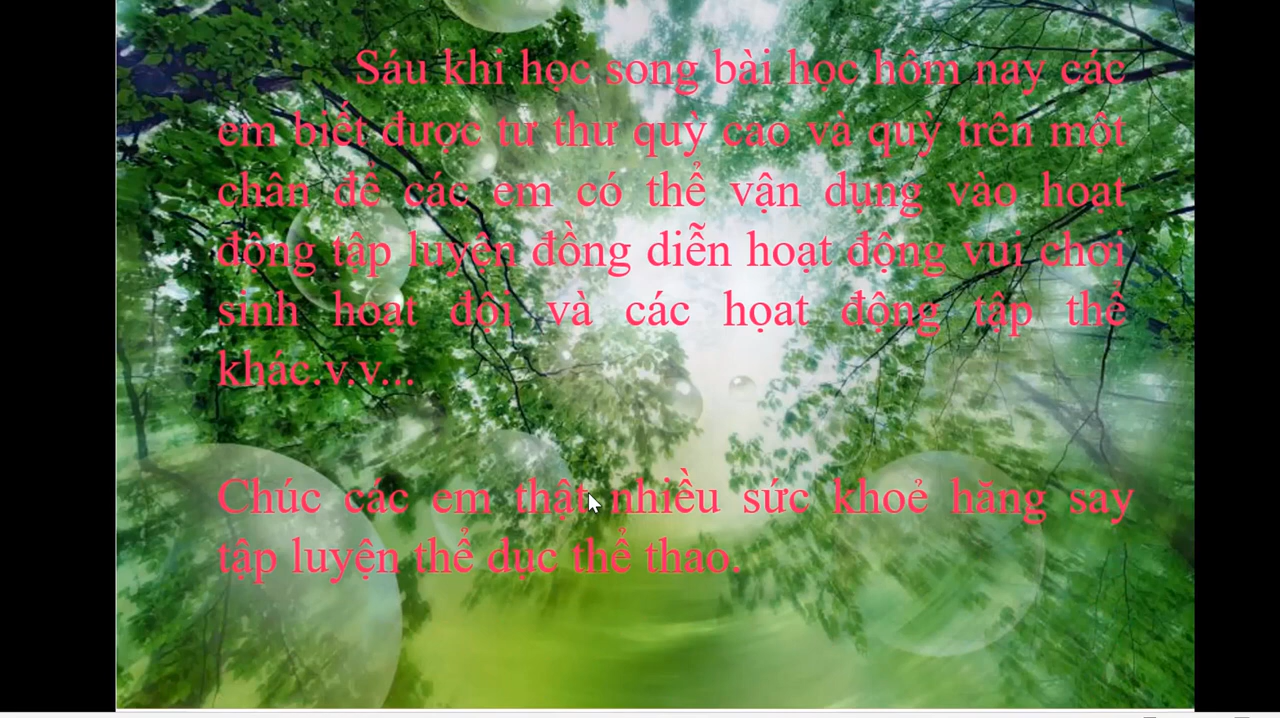 Sáu khi học song bài học hôm nay các
em biết được tư thư quỳ cao và quỳ trên một
chân để các em có thể vận dụng vào hoạt
động tập luyện đồng diễn hoạt động vui chơi
sinh hoạt đội và các họat động tập thể
khác.v.v...
Chúc các em thật nhiều sức khoẻ hăng say
tập luyện thể dục thể thao.